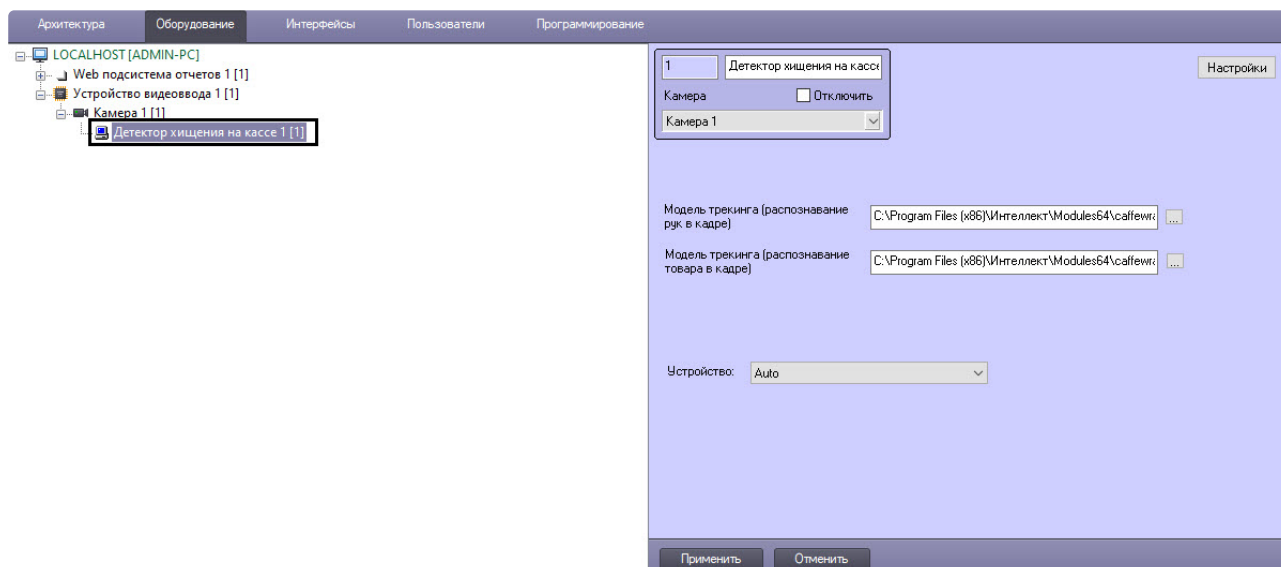 Архитектура Оборудование Интерфейсы Пользователи Программирование
LOCALHOST [ADMIN-PC]
Web подсистема отчетов 1 [1]
Устройство видеоввода 1 [1]
Камера 1 [1]
Детектор хищения на кассе 1 [1]
1 Детектор хищения на кассе
Настройки
Камера Отключить
Камера 1
Модель трекинга (распознавание
рук в кадре)
C:\Program Files (x86)\Интеллект\Modules64\caffewra
...
Модель трекинга (распознавание
товара в кадре)
C:\Program Files (x86)\Интеллект\Modules64\caffewra
...
Устройство: Auto
Применить Отменить